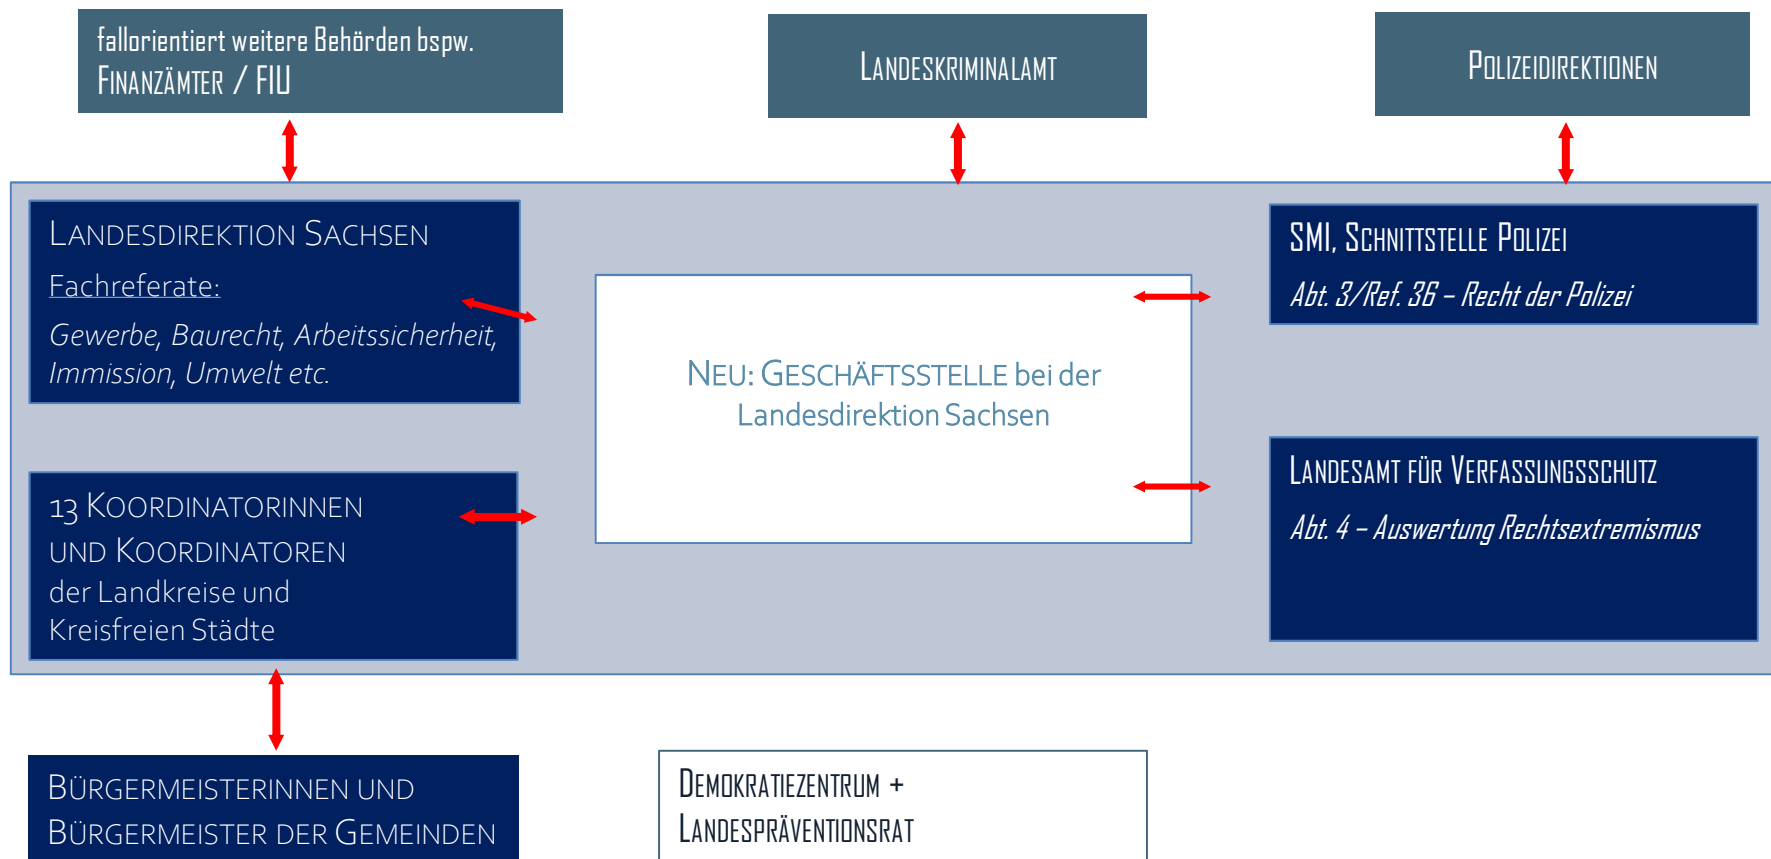 fallorientiert weitere Behörden bspw.
FINANZÄMTER / FIU
LANDESKRIMINALAMT
POLIZEIDIREKTIONEN
LANDESDIREKTION SACHSEN
Fachreferate:
Gewerbe, Baurecht, Arbeitssicherheit,
Immission, Umwelt etc.
NEU: GESCHÄFTSSTELLE bei der
Landesdirektion Sachsen
SMI, SCHNITTSTELLE POLIZEI
Abt. 3/Ref. 36 – Recht der Polizei
13 KOORDINATORINNEN
UND KOORDINATOREN
der Landkreise und
Kreisfreien Städte
LANDESAMT FÜR VERFASSUNGSSCHUTZ
Abt. 4 – Auswertung Rechtsextremismus
BÜRGERMEISTERINNEN UND
BÜRGERMEISTER DER GEMEINDEN
DEMOKRATIEZENTRUM +
LANDESPRÄVENTIONSRAT